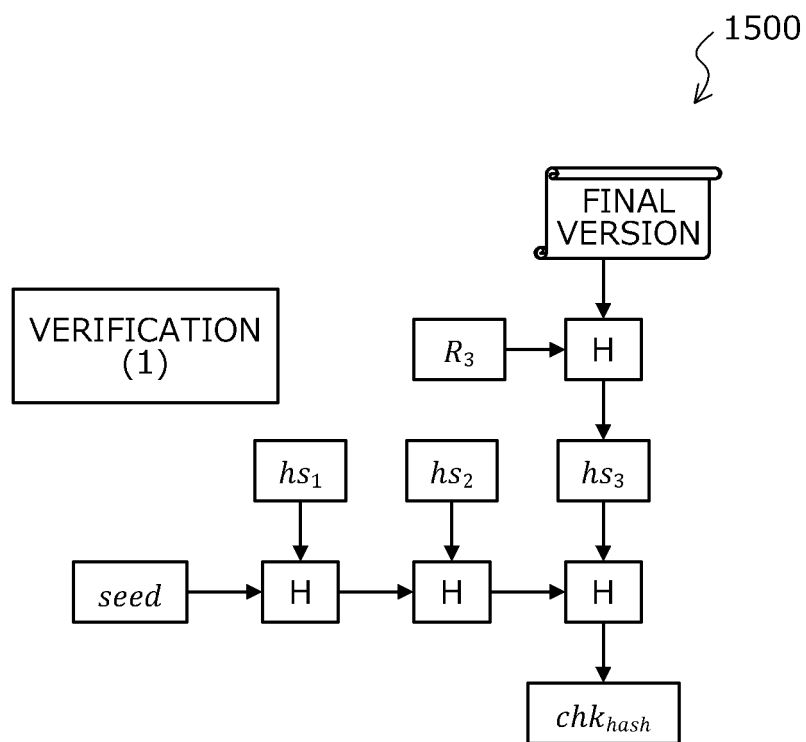 1500
FINAL
VERSION
VERIFICATION
(1)
R₃
H
hs₁
hs₂
hs₃
seed
H
H
H
chk_hash